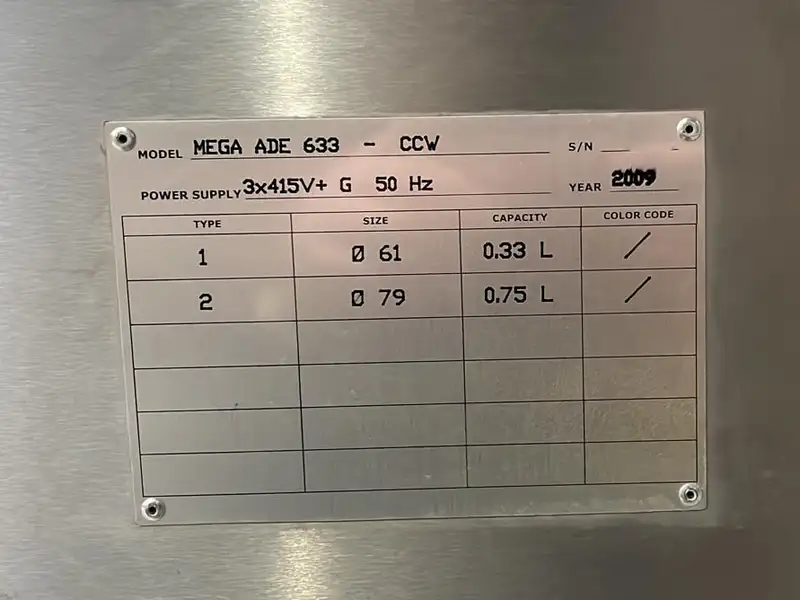 MODEL MEGA ADE 633 - CCW S/N
POWER SUPPLY 3x415V+ G 50 Hz YEAR 2009
TYPE SIZE CAPACITY COLOR CODE
1 Ø 61 0.33 L /
2 Ø 79 0.75 L /